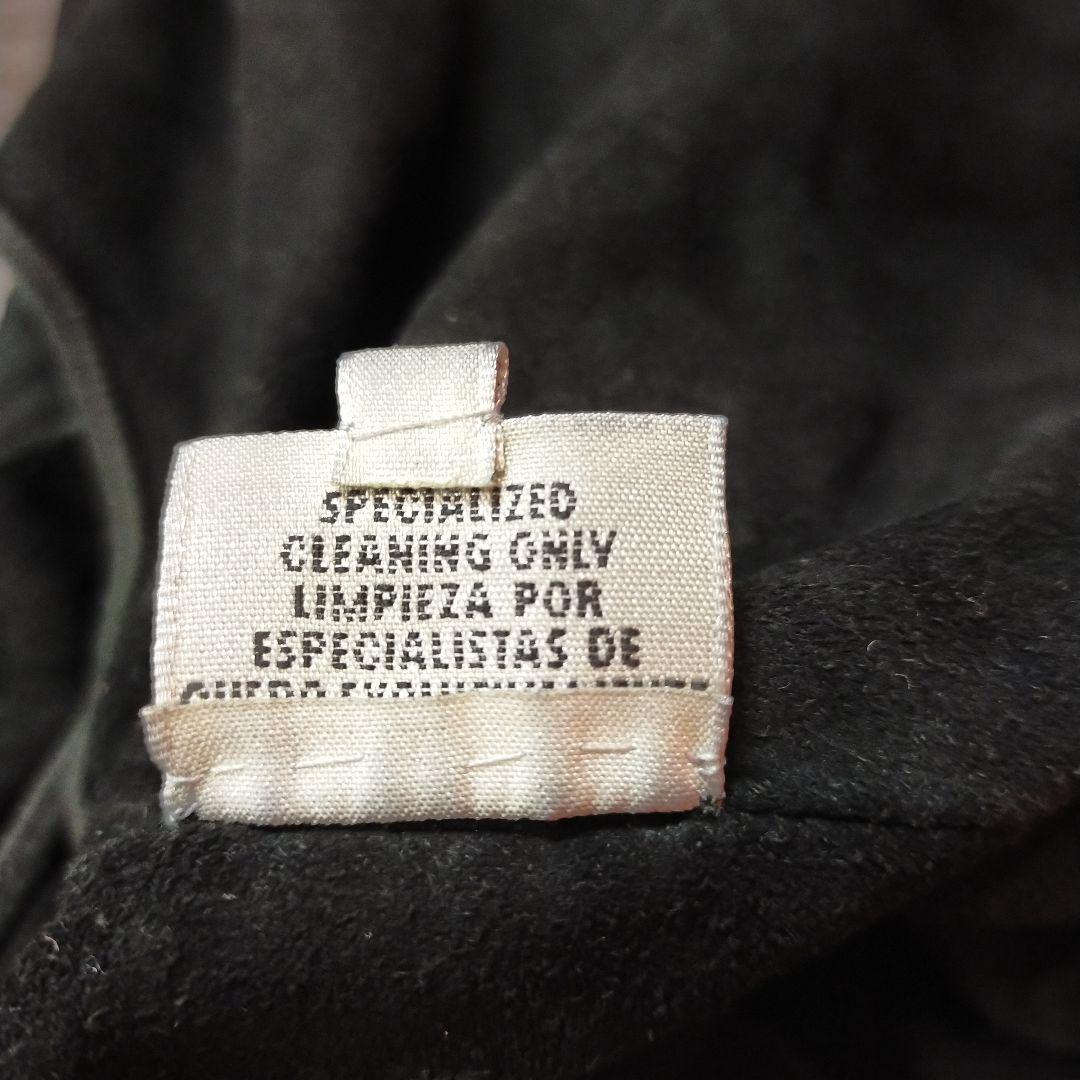 SPECIALIZED
CLEANING ONLY
LIMPIEZA POR
ESPECIALISTAS DE